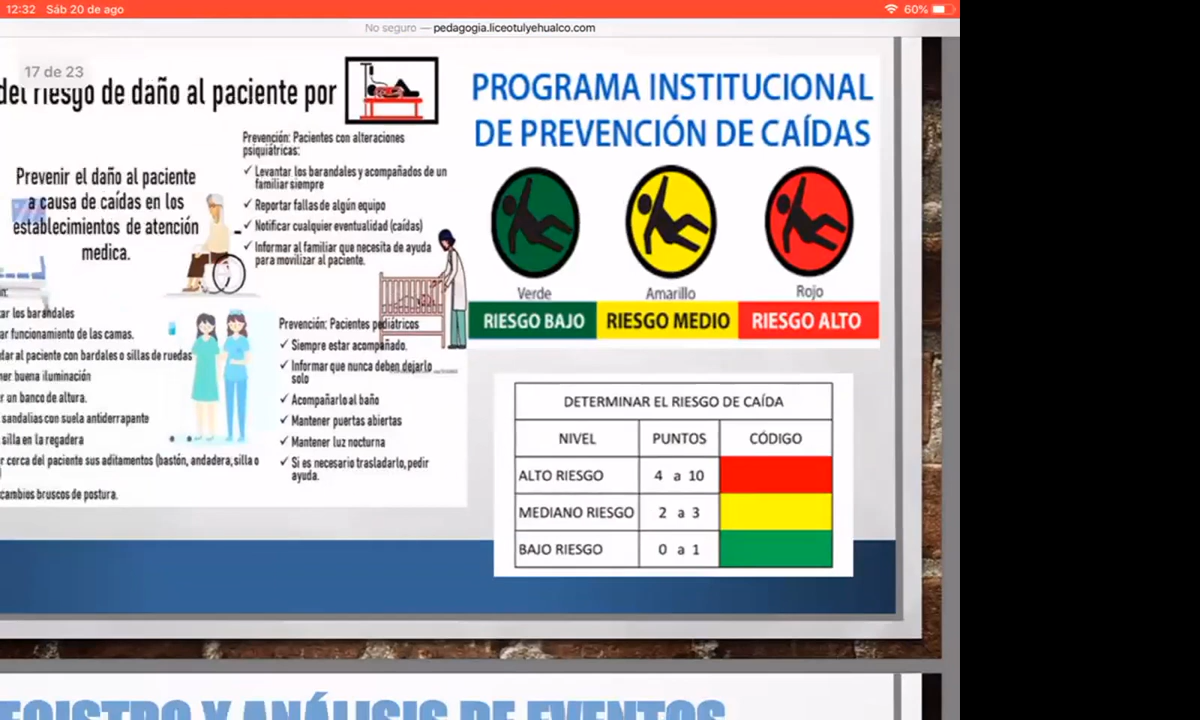 12:32 Sáb 20 de ago
60%
No seguro — pedagogia.liceotulyehualco.com
17 de 23
del riesgo de daño al paciente por
Prevenir el daño al paciente
a causa de caídas en los
establecimientos de atención
medica.
ar los barandales
ar funcionamiento de las camas.
dar al paciente con bardales o sillas de ruedas
ner buena iluminación
r un banco de altura.
sandalias con suela antiderrapante
silla en la regadera
r cerca del paciente sus aditamentos (bastón, andadera, silla o
cambios bruscos de postura.
Prevención: Pacientes con alteraciones
psiquiátricas:
✓ Levantar los barandales y acompañados de un
familiar siempre
✓ Reportar fallas de algún equipo
✓ Notificar cualquier eventualidad (caídas)
✓ Informar al familiar que necesita de ayuda
para movilizar al paciente.
Prevención: Pacientes pediátricos
✓ Siempre estar acompañado.
✓ Informar que nunca deben dejarlo
solo
✓ Acompañarlo al baño
✓ Mantener puertas abiertas
✓ Mantener luz nocturna
✓ Si es necesario trasladarlo, pedir
ayuda.
PROGRAMA INSTITUCIONAL
DE PREVENCIÓN DE CAÍDAS
Verde Amarillo Rojo
RIESGO BAJO RIESGO MEDIO RIESGO ALTO
DETERMINAR EL RIESGO DE CAÍDA
NIVEL PUNTOS CÓDIGO
ALTO RIESGO 4 a 10
MEDIANO RIESGO 2 a 3
BAJO RIESGO 0 a 1
EGISTRO Y ANÁLISIS DE EVENTOS